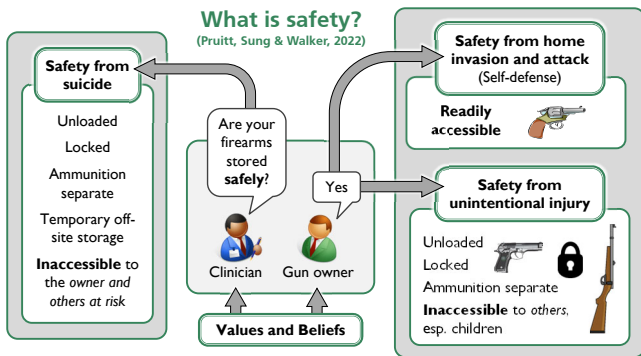 What is safety?
(Pruitt, Sung & Walker, 2022)
Safety from
suicide
Unloaded
Locked
Ammunition
separate
Temporary off-
site storage
Inaccessible to
the owner and
others at risk
Are your
firearms
stored
safely?
Yes
Clinician
Gun owner
Values and Beliefs
Safety from home
invasion and attack
(Self-defense)
Readily
accessible
Safety from
unintentional injury
Unloaded
Locked
Ammunition separate
Inaccessible to others,
esp. children